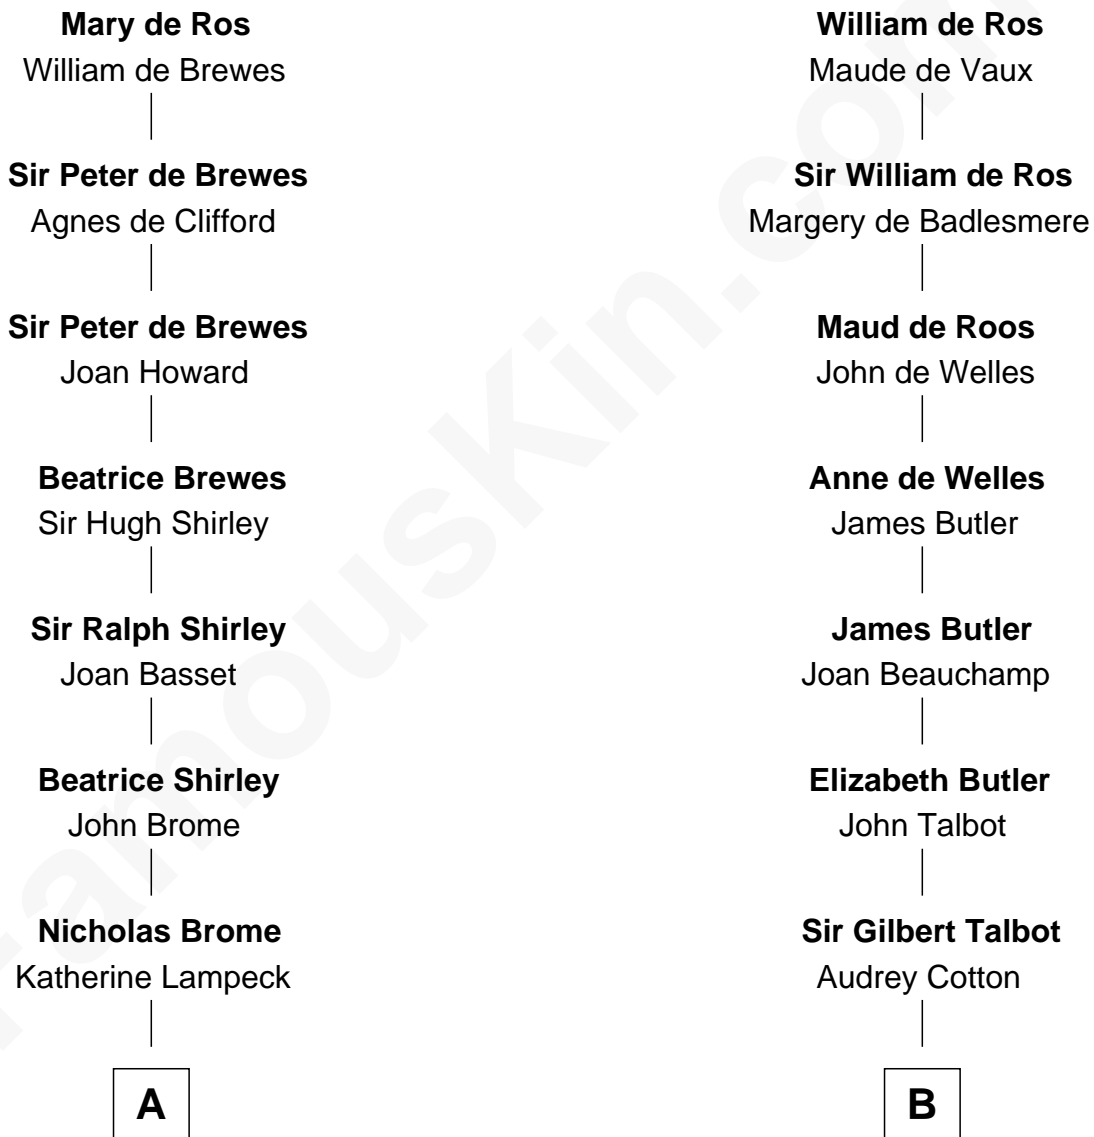 Mary de Ros
William de Brewes
Sir Peter de Brewes
Agnes de Clifford
Sir Peter de Brewes
Joan Howard
Beatrice Brewes
Sir Hugh Shirley
Sir Ralph Shirley
Joan Basset
Beatrice Shirley
John Brome
Nicholas Brome
Katherine Lampeck
A
William de Ros
Maude de Vaux
Sir William de Ros
Margery de Badlesmere
Maud de Roos
John de Welles
Anne de Welles
James Butler
James Butler
Joan Beauchamp
Elizabeth Butler
John Talbot
Sir Gilbert Talbot
Audrey Cotton
B
FamousKin.com